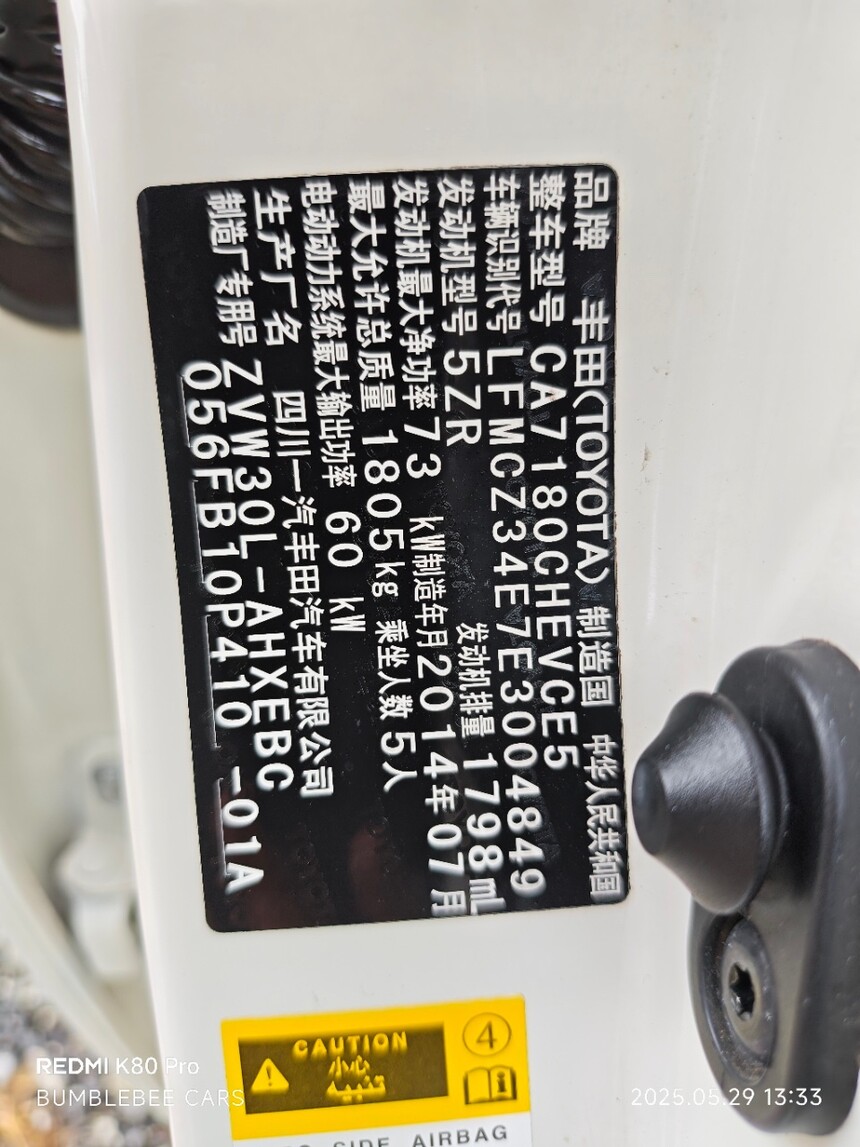 品牌 丰田(TOYOTA) 制造国 中华人民共和国
整车型号 CA7180GHEVCE5
车辆识别代号 LFMCZ34E7E3004849
发动机型号 5ZR 发动机排量 1798mL
发动机最大净功率 73 kW 制造年月 2014年07月
最大允许总质量 1805kg 乘坐人数 5人
电动动力系统最大输出功率 60 kW
生产厂名 四川一汽丰田汽车有限公司
制造厂专用号 ZVW30L-AHXEBC
056FB10P410 -01A
CAUTION
小心
4
SIDE AIRBAG
REDMI K80 Pro
BUMBLEBEE CARS
2025.05.29 13:33